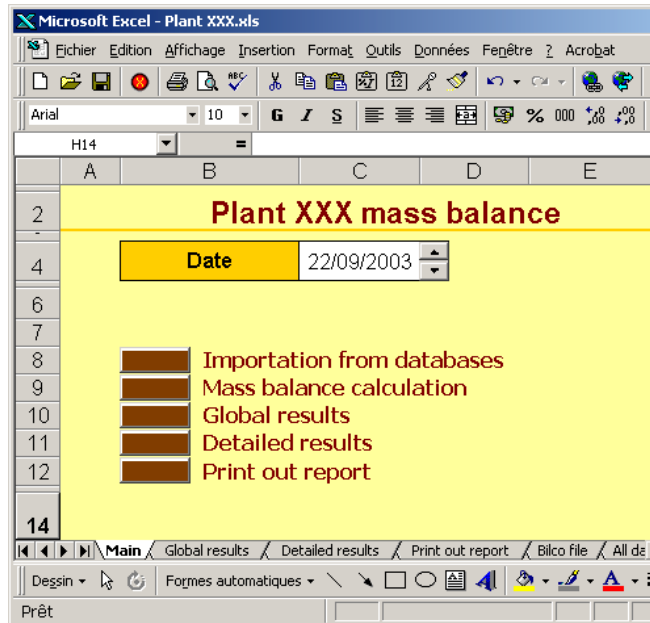 Microsoft Excel - Plant XXX.xls
Fichier Edition Affichage Insertion Format Outils Données Fenêtre ? Acrobat
Arial 10 G I S % 000
H14 =
A B C D E
2 Plant XXX mass balance
4 Date 22/09/2003
6
7
8 Importation from databases
9 Mass balance calculation
10 Global results
11 Detailed results
12 Print out report
14
Main Global results Detailed results Print out report Bilco file All da
Dessin Formes automatiques A
Prêt